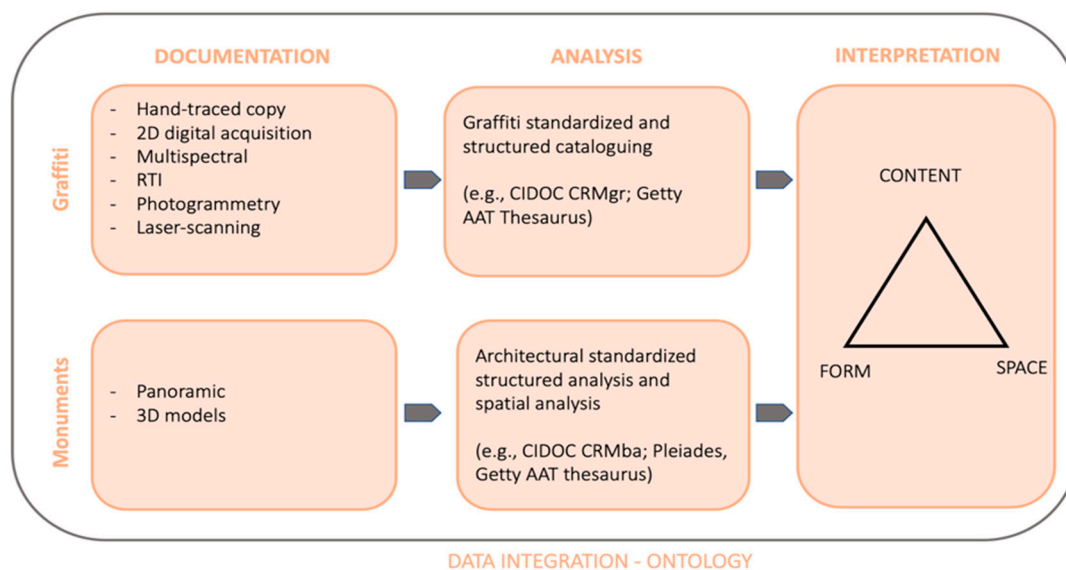 DOCUMENTATION
ANALYSIS
INTERPRETATION
Graffiti
- Hand-traced copy
- 2D digital acquisition
- Multispectral
- RTI
- Photogrammetry
- Laser-scanning
Graffiti standardized and
structured cataloguing
(e.g., CIDOC CRMgr; Getty
AAT Thesaurus)
CONTENT
FORM
SPACE
Monuments
- Panoramic
- 3D models
Architectural standardized
structured analysis and
spatial analysis
(e.g., CIDOC CRMba; Pleiades,
Getty AAT thesaurus)
DATA INTEGRATION - ONTOLOGY